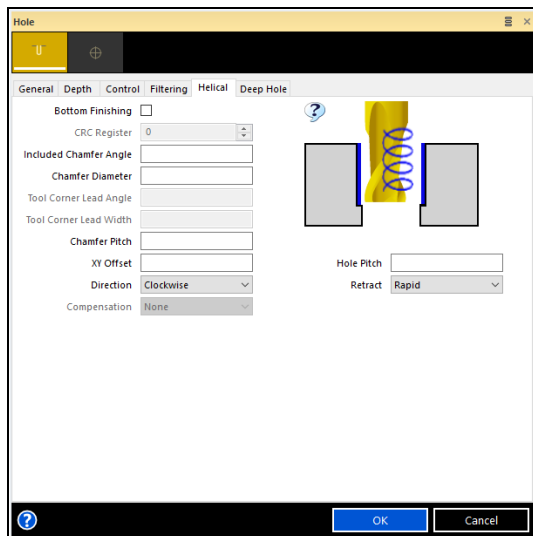 Hole
General Depth Control Filtering Helical Deep Hole
Bottom Finishing
CRC Register 0
Included Chamfer Angle
Chamfer Diameter
Tool Corner Lead Angle
Tool Corner Lead Width
Chamfer Pitch
XY Offset Hole Pitch
Direction Clockwise Retract Rapid
Compensation None
OK Cancel